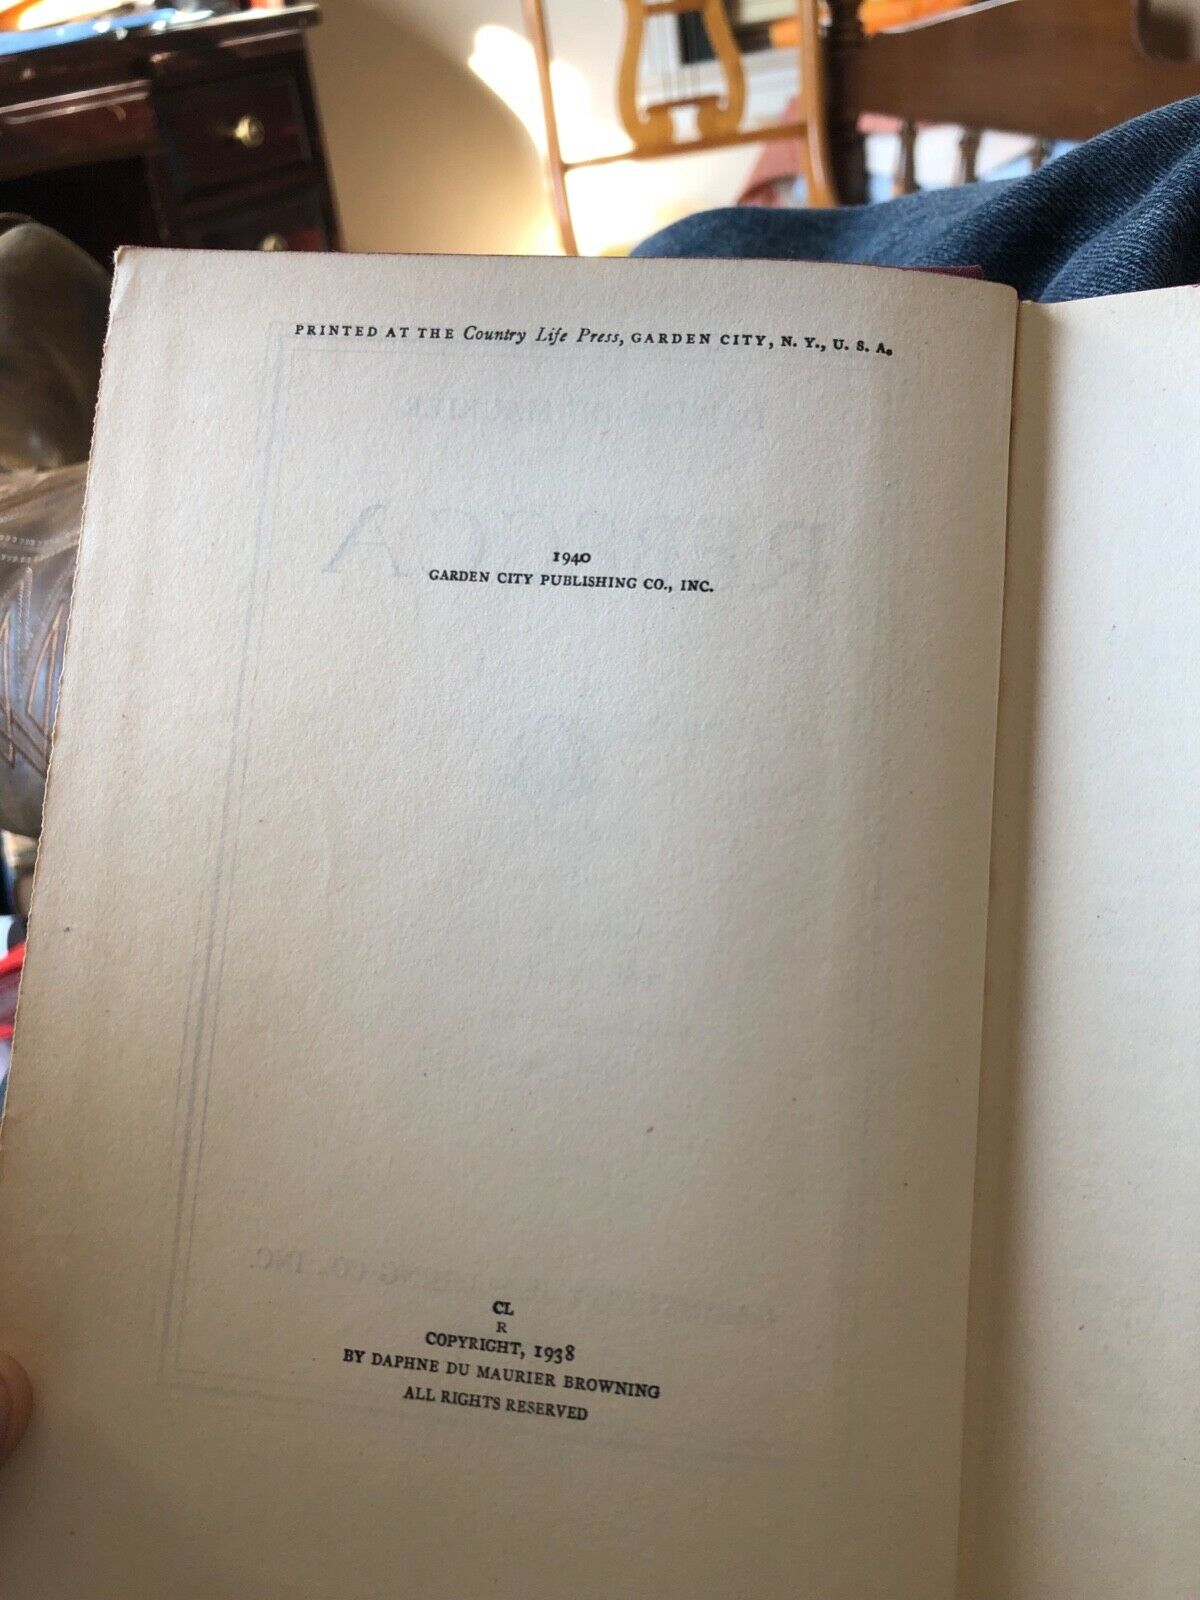 PRINTED AT THE Country Life Press, GARDEN CITY, N. Y., U. S. A.
1940
GARDEN CITY PUBLISHING CO., INC.
CL
R
COPYRIGHT, 1938
BY DAPHNE DU MAURIER BROWNING
ALL RIGHTS RESERVED